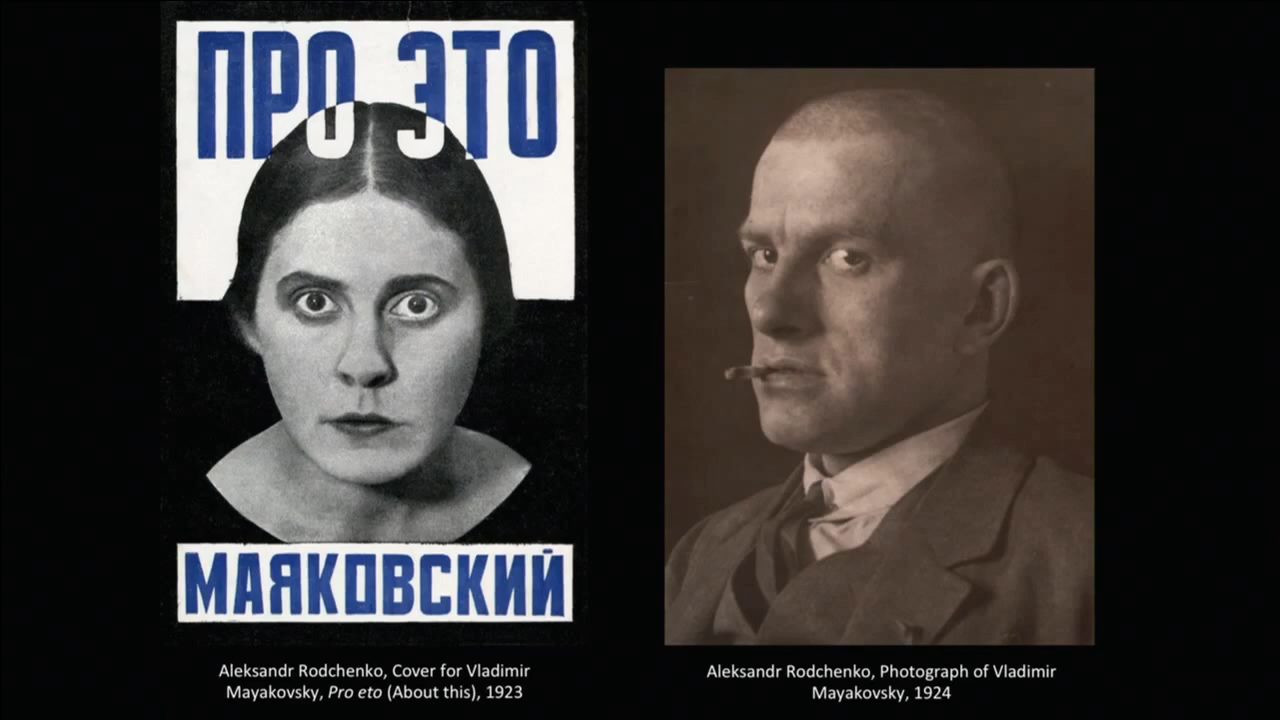 ПРО ЭТО
МАЯКОВСКИЙ
Aleksandr Rodchenko, Cover for Vladimir
Mayakovsky, Pro eto (About this), 1923
Aleksandr Rodchenko, Photograph of Vladimir
Mayakovsky, 1924